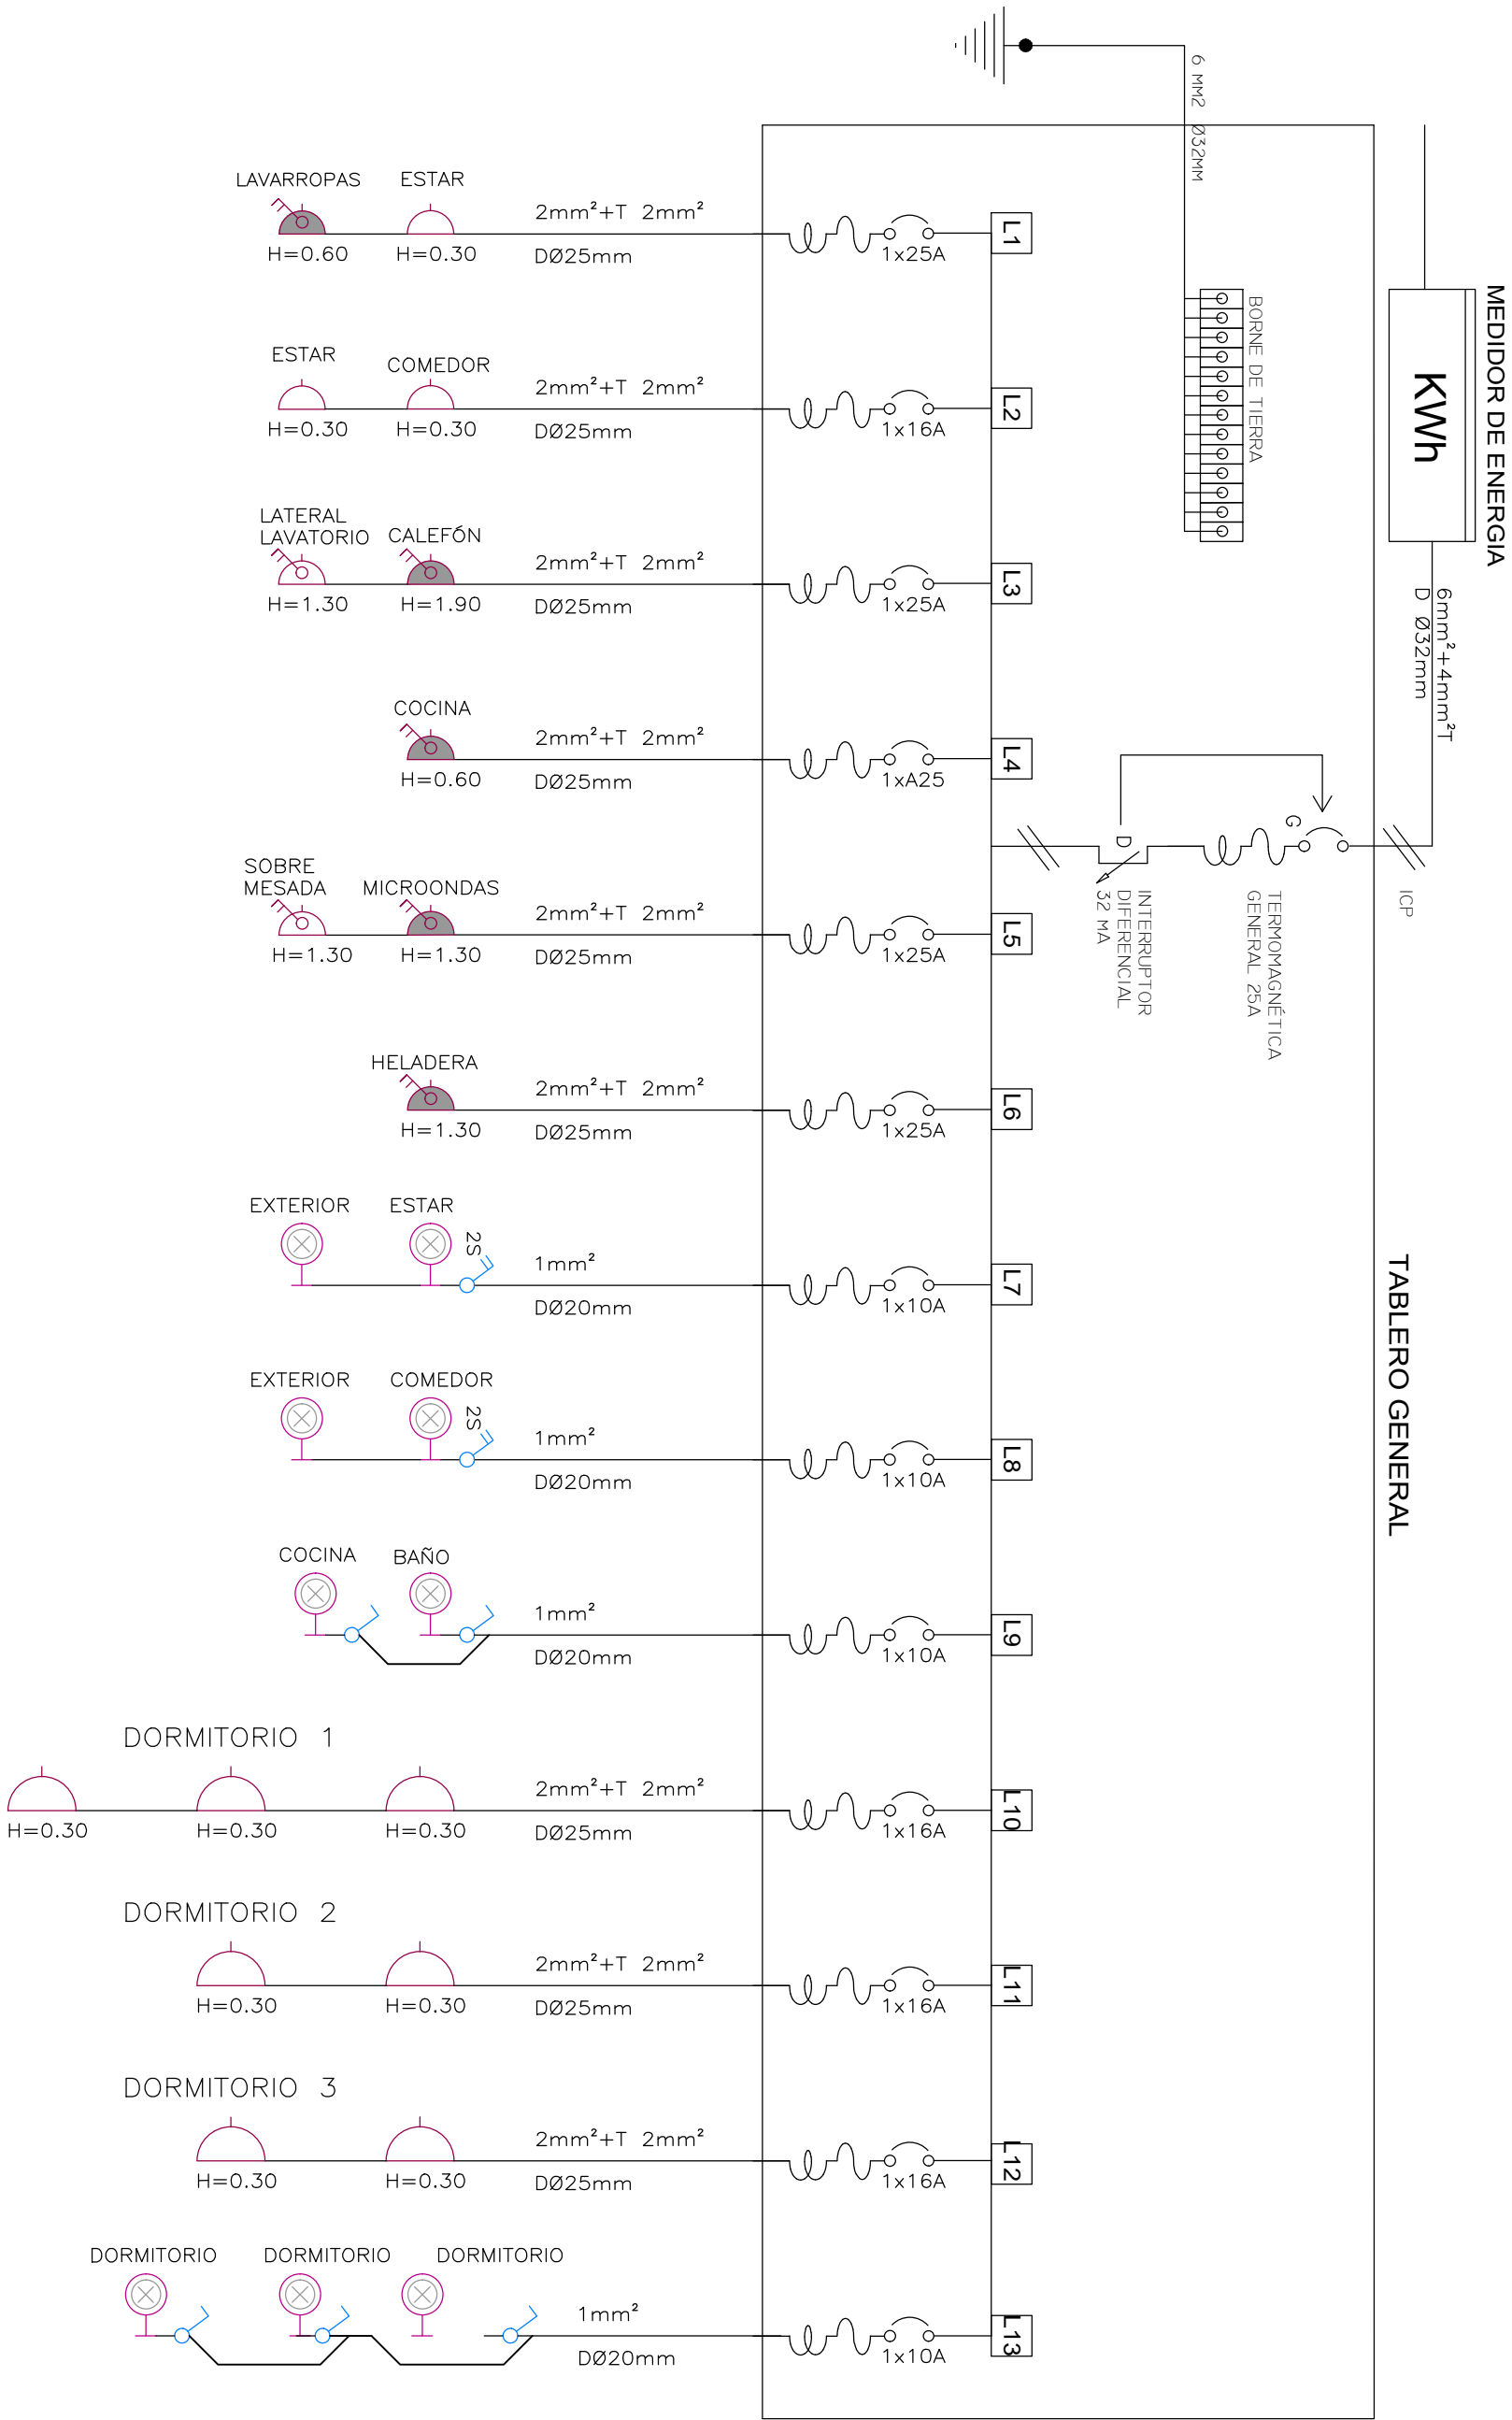 6 MM2 Ø32MM
MEDIDOR DE ENERGIA
KWh
BORNE DE TIERRA
6mm²+4mm²T
D Ø32mm
ICP
G
TERMOMAGNÉTICA
GENERAL 25A
D
INTERRUPTOR
DIFERENCIAL
32 MA
TABLERO GENERAL
LAVARROPAS ESTAR
2mm²+T 2mm²
L1
H=0.60 H=0.30
DØ25mm
1x25A
ESTAR COMEDOR
2mm²+T 2mm²
L2
H=0.30 H=0.30
DØ25mm
1x16A
LATERAL
LAVATORIO CALEFÓN
2mm²+T 2mm²
L3
H=1.30 H=1.90
DØ25mm
1x25A
COCINA
2mm²+T 2mm²
L4
H=0.60
DØ25mm
1xA25
SOBRE
MESADA MICROONDAS
2mm²+T 2mm²
L5
H=1.30 H=1.30
DØ25mm
1x25A
HELADERA
2mm²+T 2mm²
L6
H=1.30
DØ25mm
1x25A
EXTERIOR ESTAR
2S
1mm²
L7
DØ20mm
1x10A
EXTERIOR COMEDOR
2S
1mm²
L8
DØ20mm
1x10A
COCINA BAÑO
1mm²
L9
DØ20mm
1x10A
DORMITORIO 1
2mm²+T 2mm²
L10
H=0.30 H=0.30 H=0.30
DØ25mm
1x16A
DORMITORIO 2
2mm²+T 2mm²
L11
H=0.30 H=0.30
DØ25mm
1x16A
DORMITORIO 3
2mm²+T 2mm²
L12
H=0.30 H=0.30
DØ25mm
1x16A
DORMITORIO DORMITORIO DORMITORIO
1mm²
L13
DØ20mm
1x10A